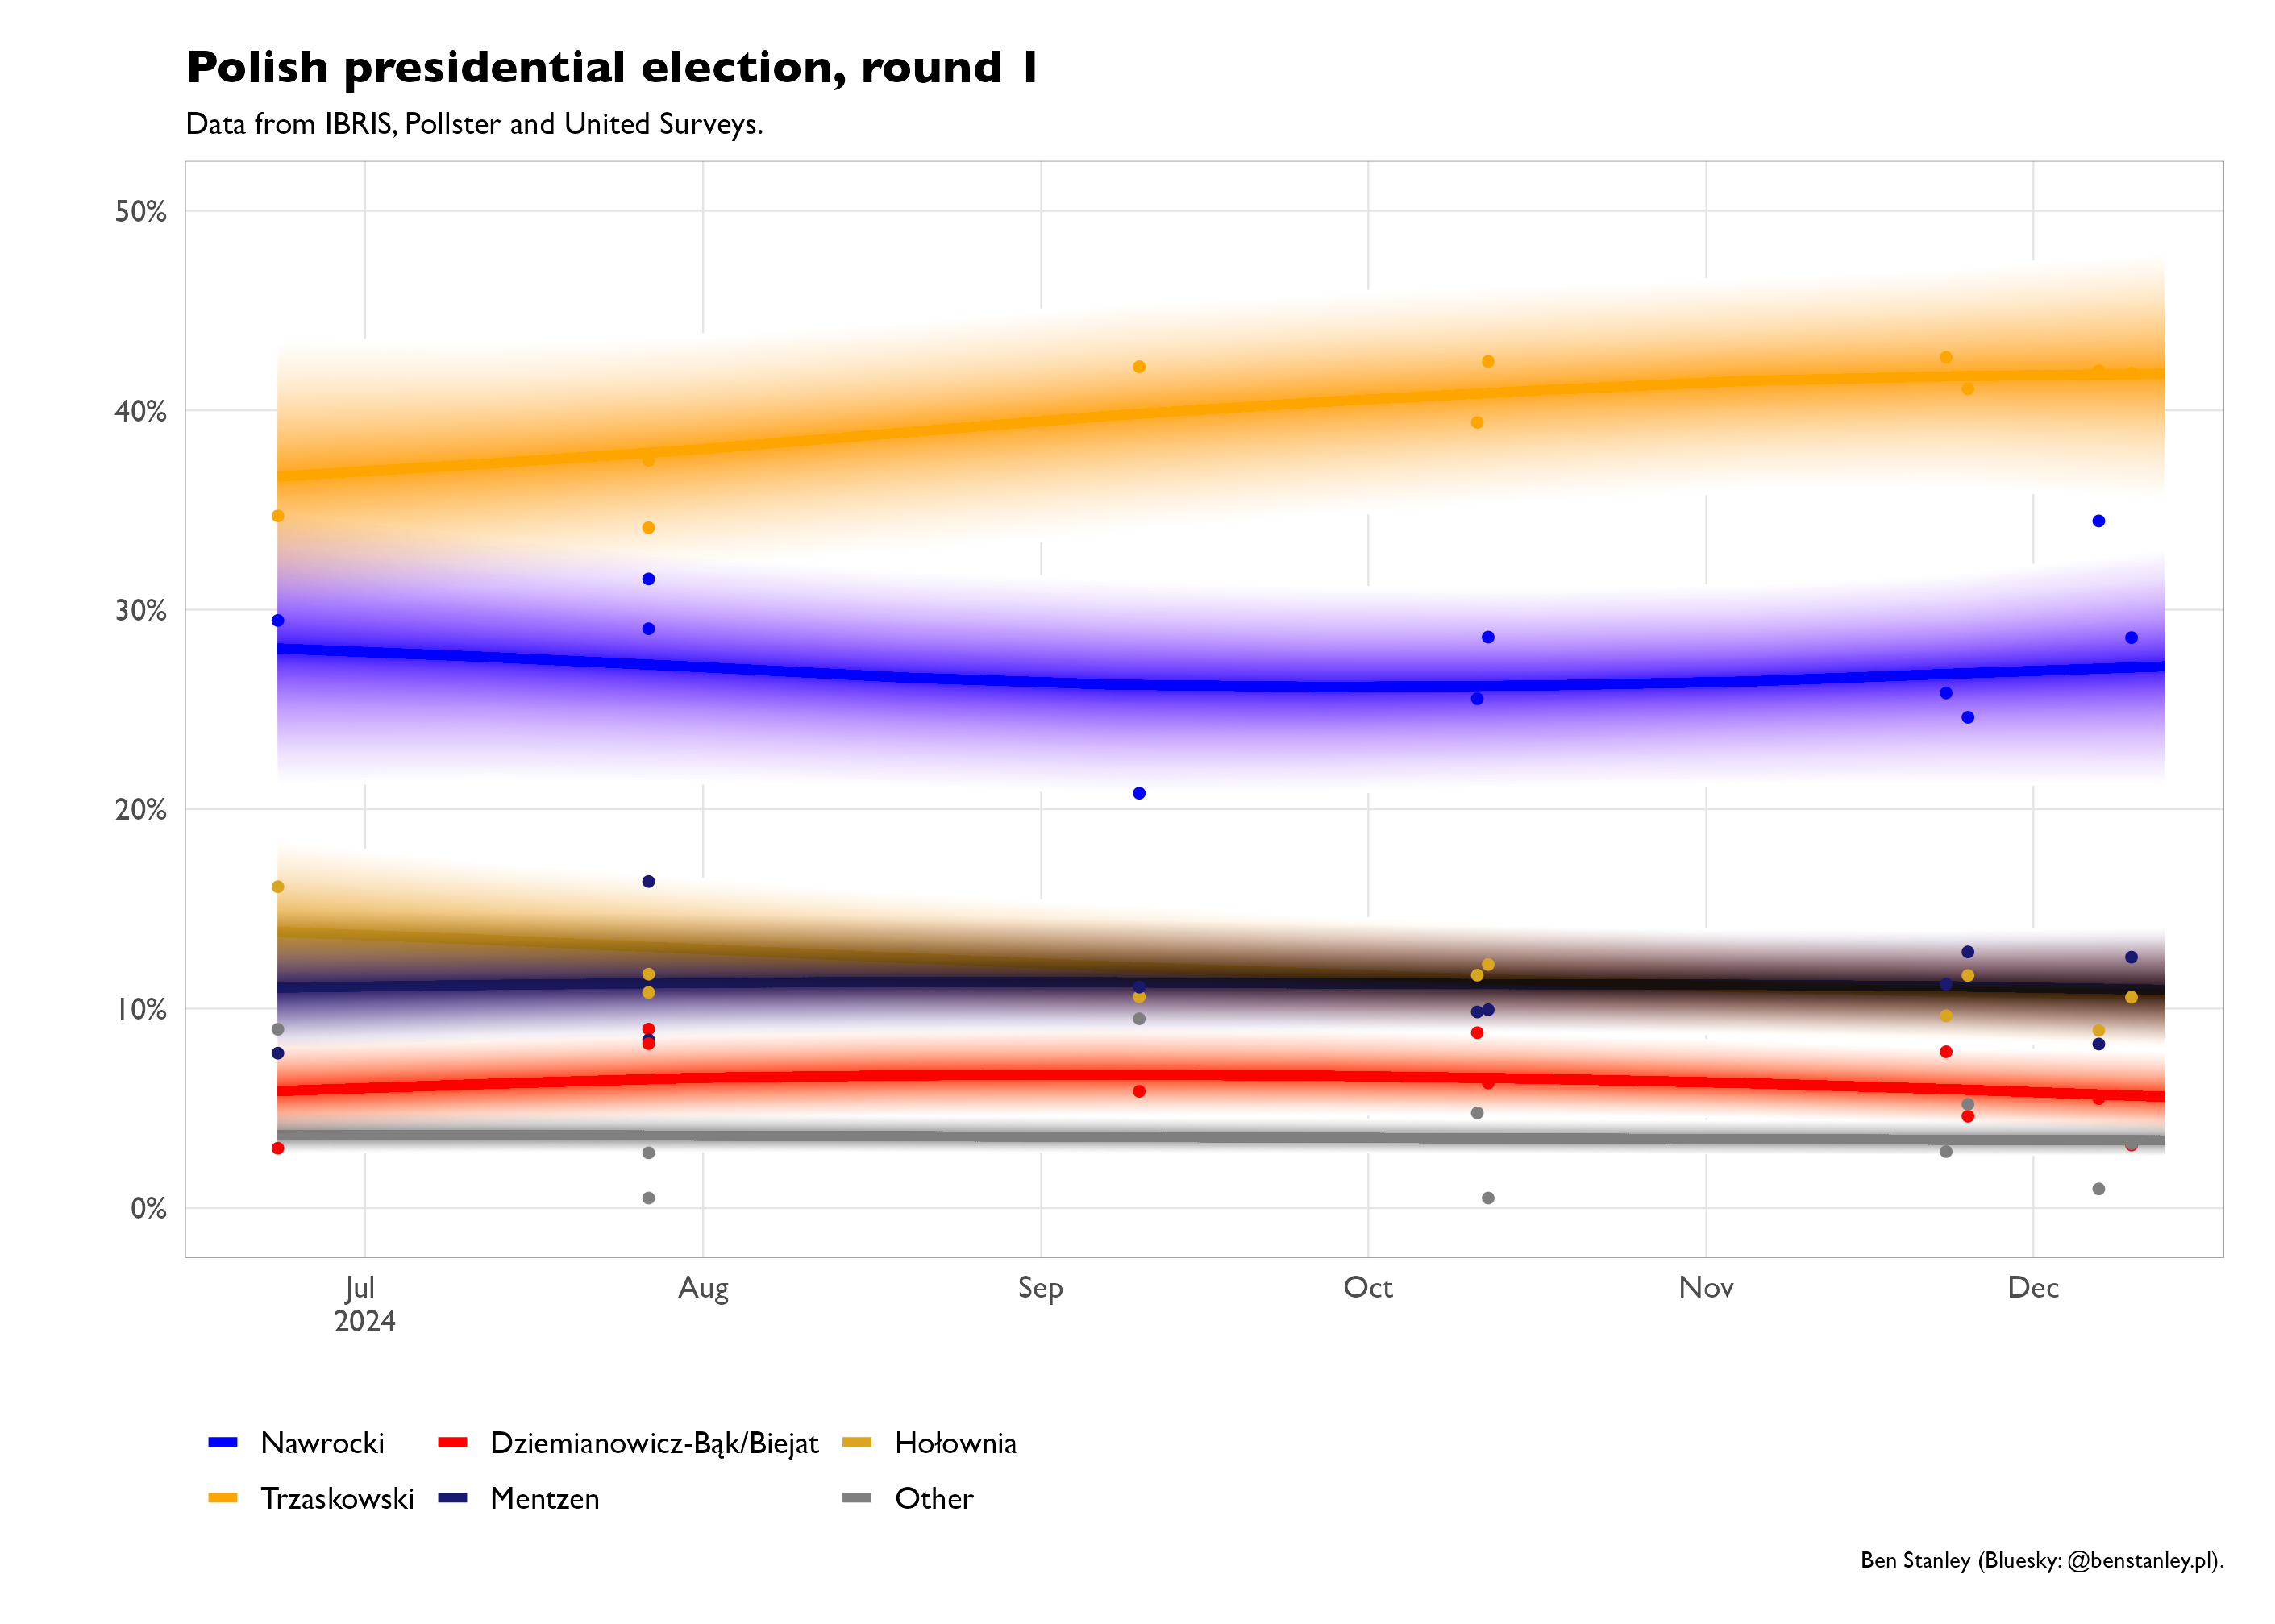 Polish presidential election, round 1
Data from IBRIS, Pollster and United Surveys.
50%
40%
30%
20%
10%
0%
Jul Aug Sep Oct Nov Dec
2024
Nawrocki Dziemianowicz-Bąk/Biejat Hołownia
Trzaskowski Mentzen Other
Ben Stanley (Bluesky: @benstanley.pl).